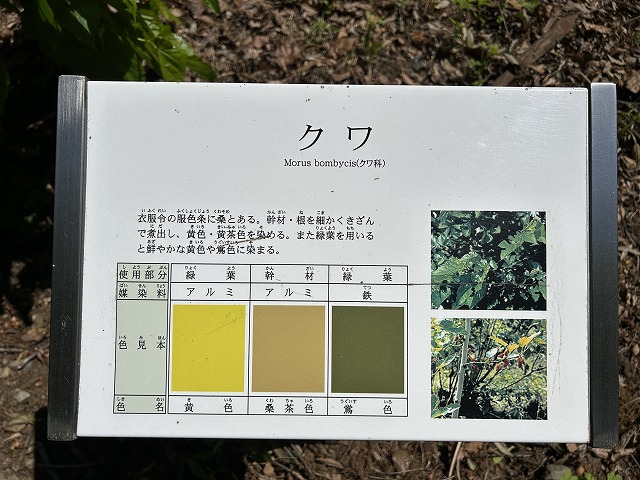 クワ
Morus bombycis(クワ科)
衣服令の服色条に桑とある。幹材・根を細かくきざん
で煮出し、黄色・黄茶色を染める。また緑葉を用いる
と鮮やかな黄色や鶯色に染まる。
使用部分 緑葉 幹材 緑葉
媒染料 アルミ アルミ 鉄
色見本
色名 黄色 桑茶色 鶯色